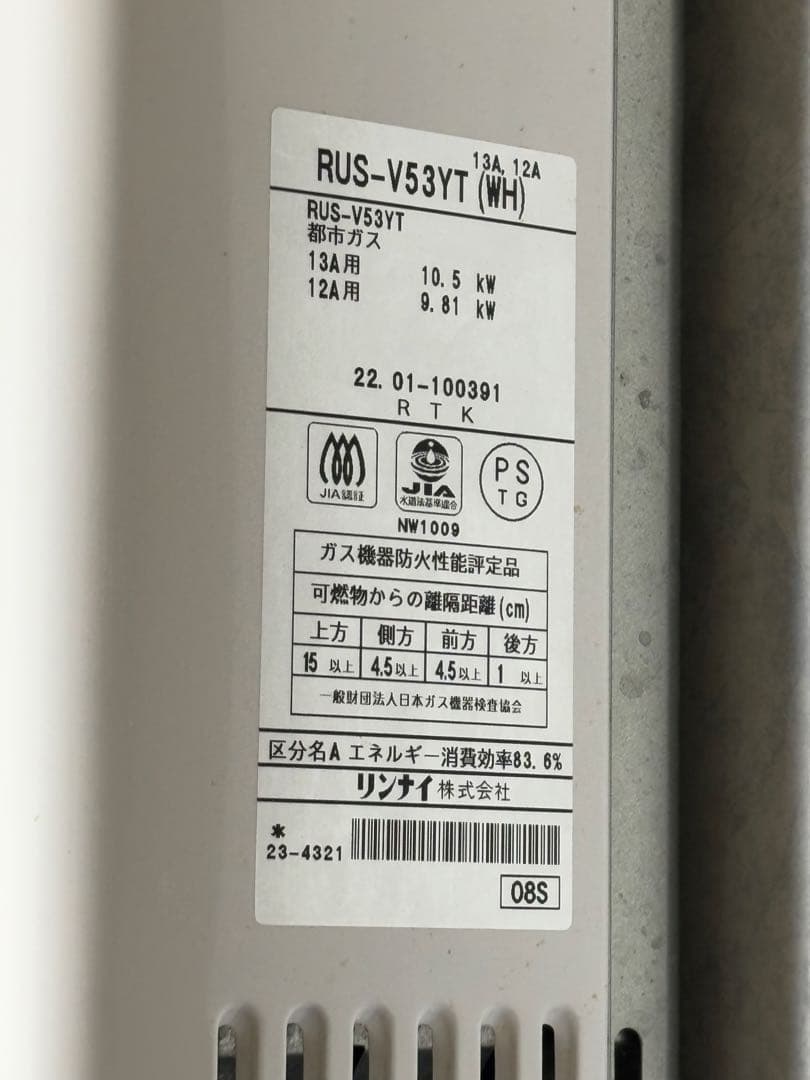 13A, 12A
RUS-V53YT (WH)
RUS-V53YT
都市ガス
13A用 10.5 kW
12A用 9.81 kW
22. 01-100391
RTK
JIA認証
JIA
水道法基準適合
PS
TG
NW1009
ガス機器防火性能評定品
可燃物からの離隔距離(cm)
上方 側方 前方 後方
15 以上 4.5以上 4.5以上 1 以上
一般財団法人日本ガス機器検査協会
区分名A エネルギー消費効率83.6%
リンナイ株式会社
水
23-4321
08S